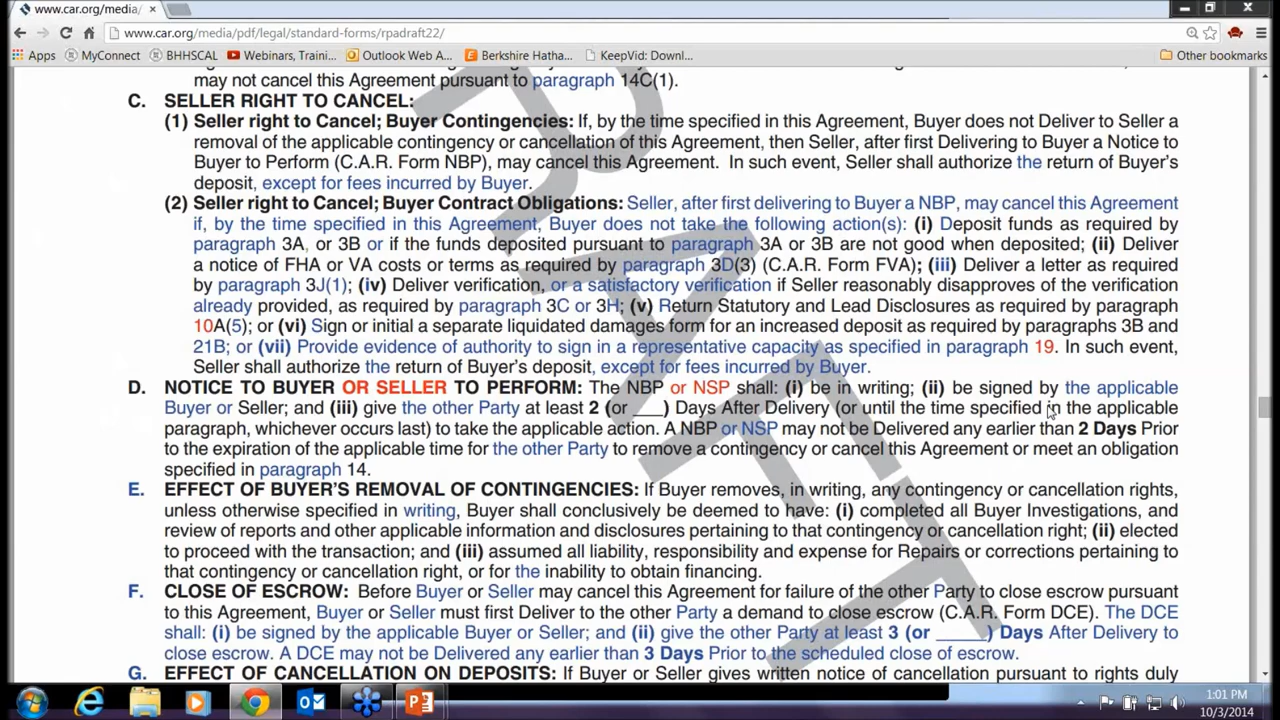 www.car.org/media/pdf/le ×
www.car.org/media/pdf/legal/standard-forms/rpadraft22/
Apps MyConnect BHHSCAL Webinars, Traini... Outlook Web A... Berkshire Hatha... KeepVid: Downl... Other bookmarks
may not cancel this Agreement pursuant to paragraph 14C(1).
C. SELLER RIGHT TO CANCEL:
(1) Seller right to Cancel; Buyer Contingencies: If, by the time specified in this Agreement, Buyer does not Deliver to Seller a
removal of the applicable contingency or cancellation of this Agreement, then Seller, after first Delivering to Buyer a Notice to
Buyer to Perform (C.A.R. Form NBP), may cancel this Agreement. In such event, Seller shall authorize the return of Buyer's
deposit, except for fees incurred by Buyer.
(2) Seller right to Cancel; Buyer Contract Obligations: Seller, after first delivering to Buyer a NBP, may cancel this Agreement
if, by the time specified in this Agreement, Buyer does not take the following action(s): (i) Deposit funds as required by
paragraph 3A, or 3B or if the funds deposited pursuant to paragraph 3A or 3B are not good when deposited; (ii) Deliver
a notice of FHA or VA costs or terms as required by paragraph 3D(3) (C.A.R. Form FVA); (iii) Deliver a letter as required
by paragraph 3J(1); (iv) Deliver verification, or a satisfactory verification if Seller reasonably disapproves of the verification
already provided, as required by paragraph 3C or 3H; (v) Return Statutory and Lead Disclosures as required by paragraph
10A(5); or (vi) Sign or initial a separate liquidated damages form for an increased deposit as required by paragraphs 3B and
21B; or (vii) Provide evidence of authority to sign in a representative capacity as specified in paragraph 19. In such event,
Seller shall authorize the return of Buyer's deposit, except for fees incurred by Buyer.
D. NOTICE TO BUYER OR SELLER TO PERFORM: The NBP or NSP shall: (i) be in writing; (ii) be signed by the applicable
Buyer or Seller; and (iii) give the other Party at least 2 (or ___) Days After Delivery (or until the time specified in the applicable
paragraph, whichever occurs last) to take the applicable action. A NBP or NSP may not be Delivered any earlier than 2 Days Prior
to the expiration of the applicable time for the other Party to remove a contingency or cancel this Agreement or meet an obligation
specified in paragraph 14.
E. EFFECT OF BUYER'S REMOVAL OF CONTINGENCIES: If Buyer removes, in writing, any contingency or cancellation rights,
unless otherwise specified in writing, Buyer shall conclusively be deemed to have: (i) completed all Buyer Investigations, and
review of reports and other applicable information and disclosures pertaining to that contingency or cancellation right; (ii) elected
to proceed with the transaction; and (iii) assumed all liability, responsibility and expense for Repairs or corrections pertaining to
that contingency or cancellation right, or for the inability to obtain financing.
F. CLOSE OF ESCROW: Before Buyer or Seller may cancel this Agreement for failure of the other Party to close escrow pursuant
to this Agreement, Buyer or Seller must first Deliver to the other Party a demand to close escrow (C.A.R. Form DCE). The DCE
shall: (i) be signed by the applicable Buyer or Seller; and (ii) give the other Party at least 3 (or _____) Days After Delivery to
close escrow. A DCE may not be Delivered any earlier than 3 Days Prior to the scheduled close of escrow.
G. EFFECT OF CANCELLATION ON DEPOSITS: If Buyer or Seller gives written notice of cancellation pursuant to rights duly
DRAFT
1:01 PM
10/3/2014